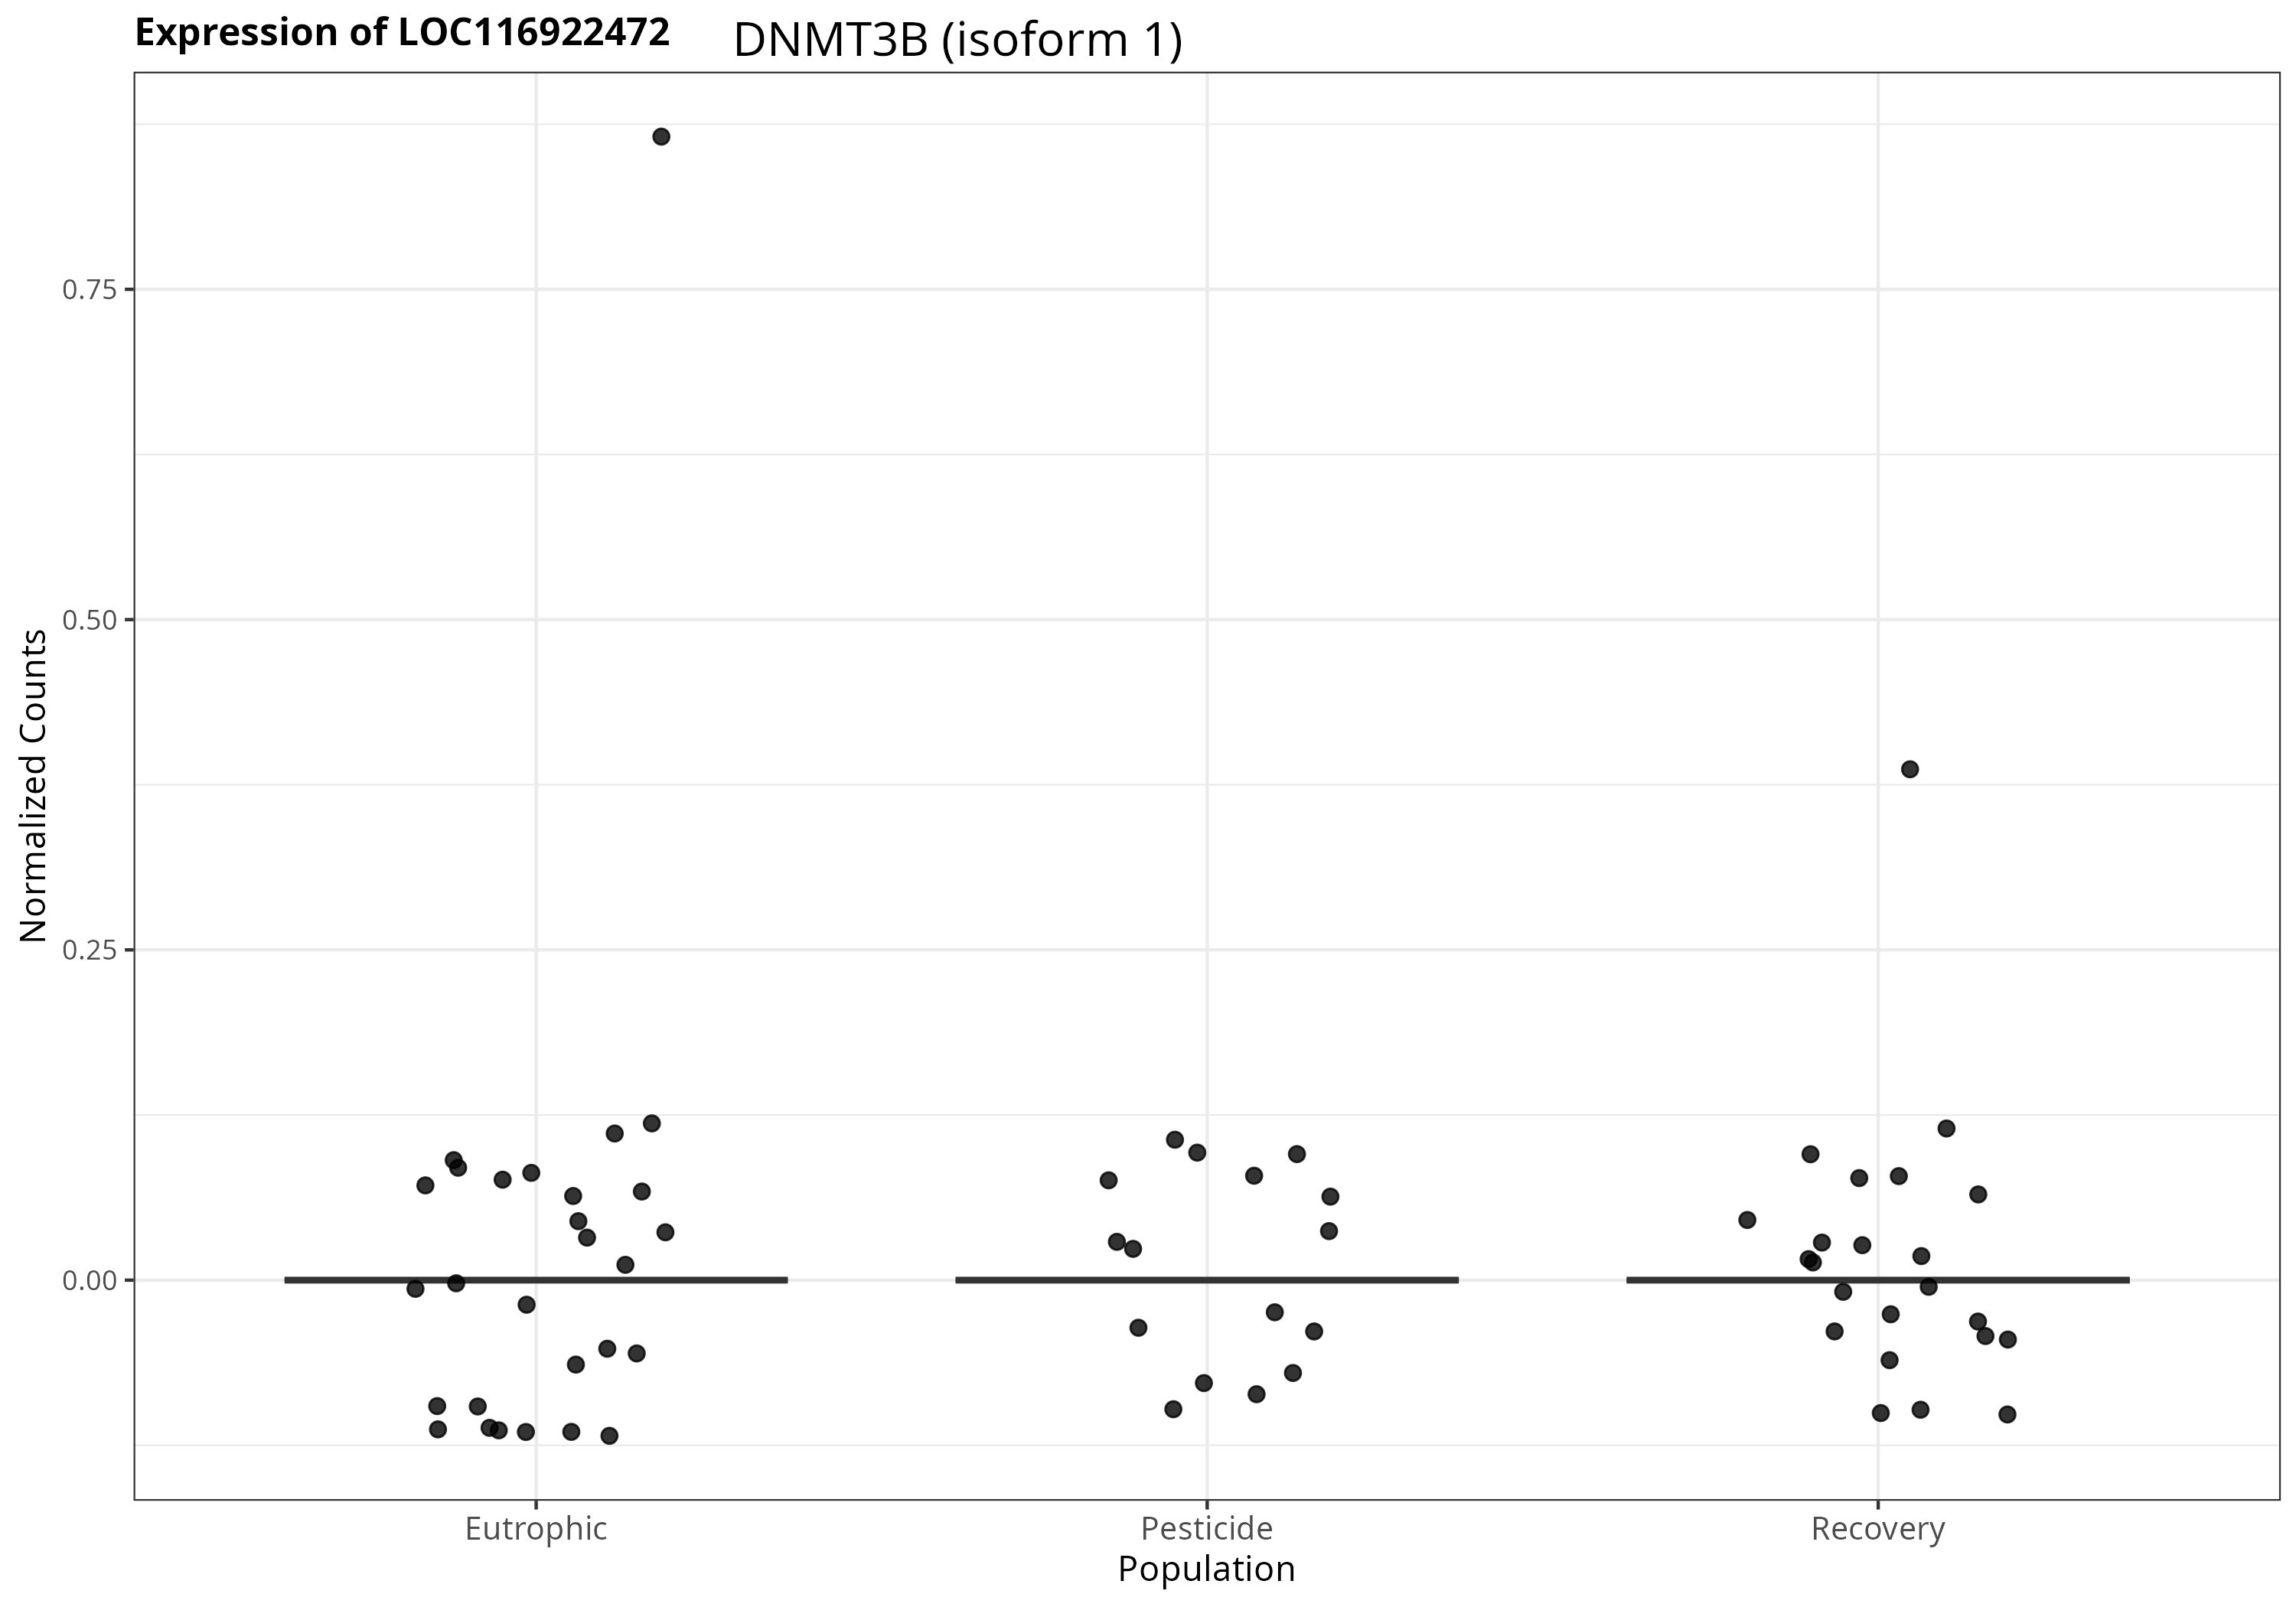 Expression of LOC116922472 DNMT3B (isoform 1)
Normalized Counts
0.75
0.50
0.25
0.00
Eutrophic Pesticide Recovery
Population